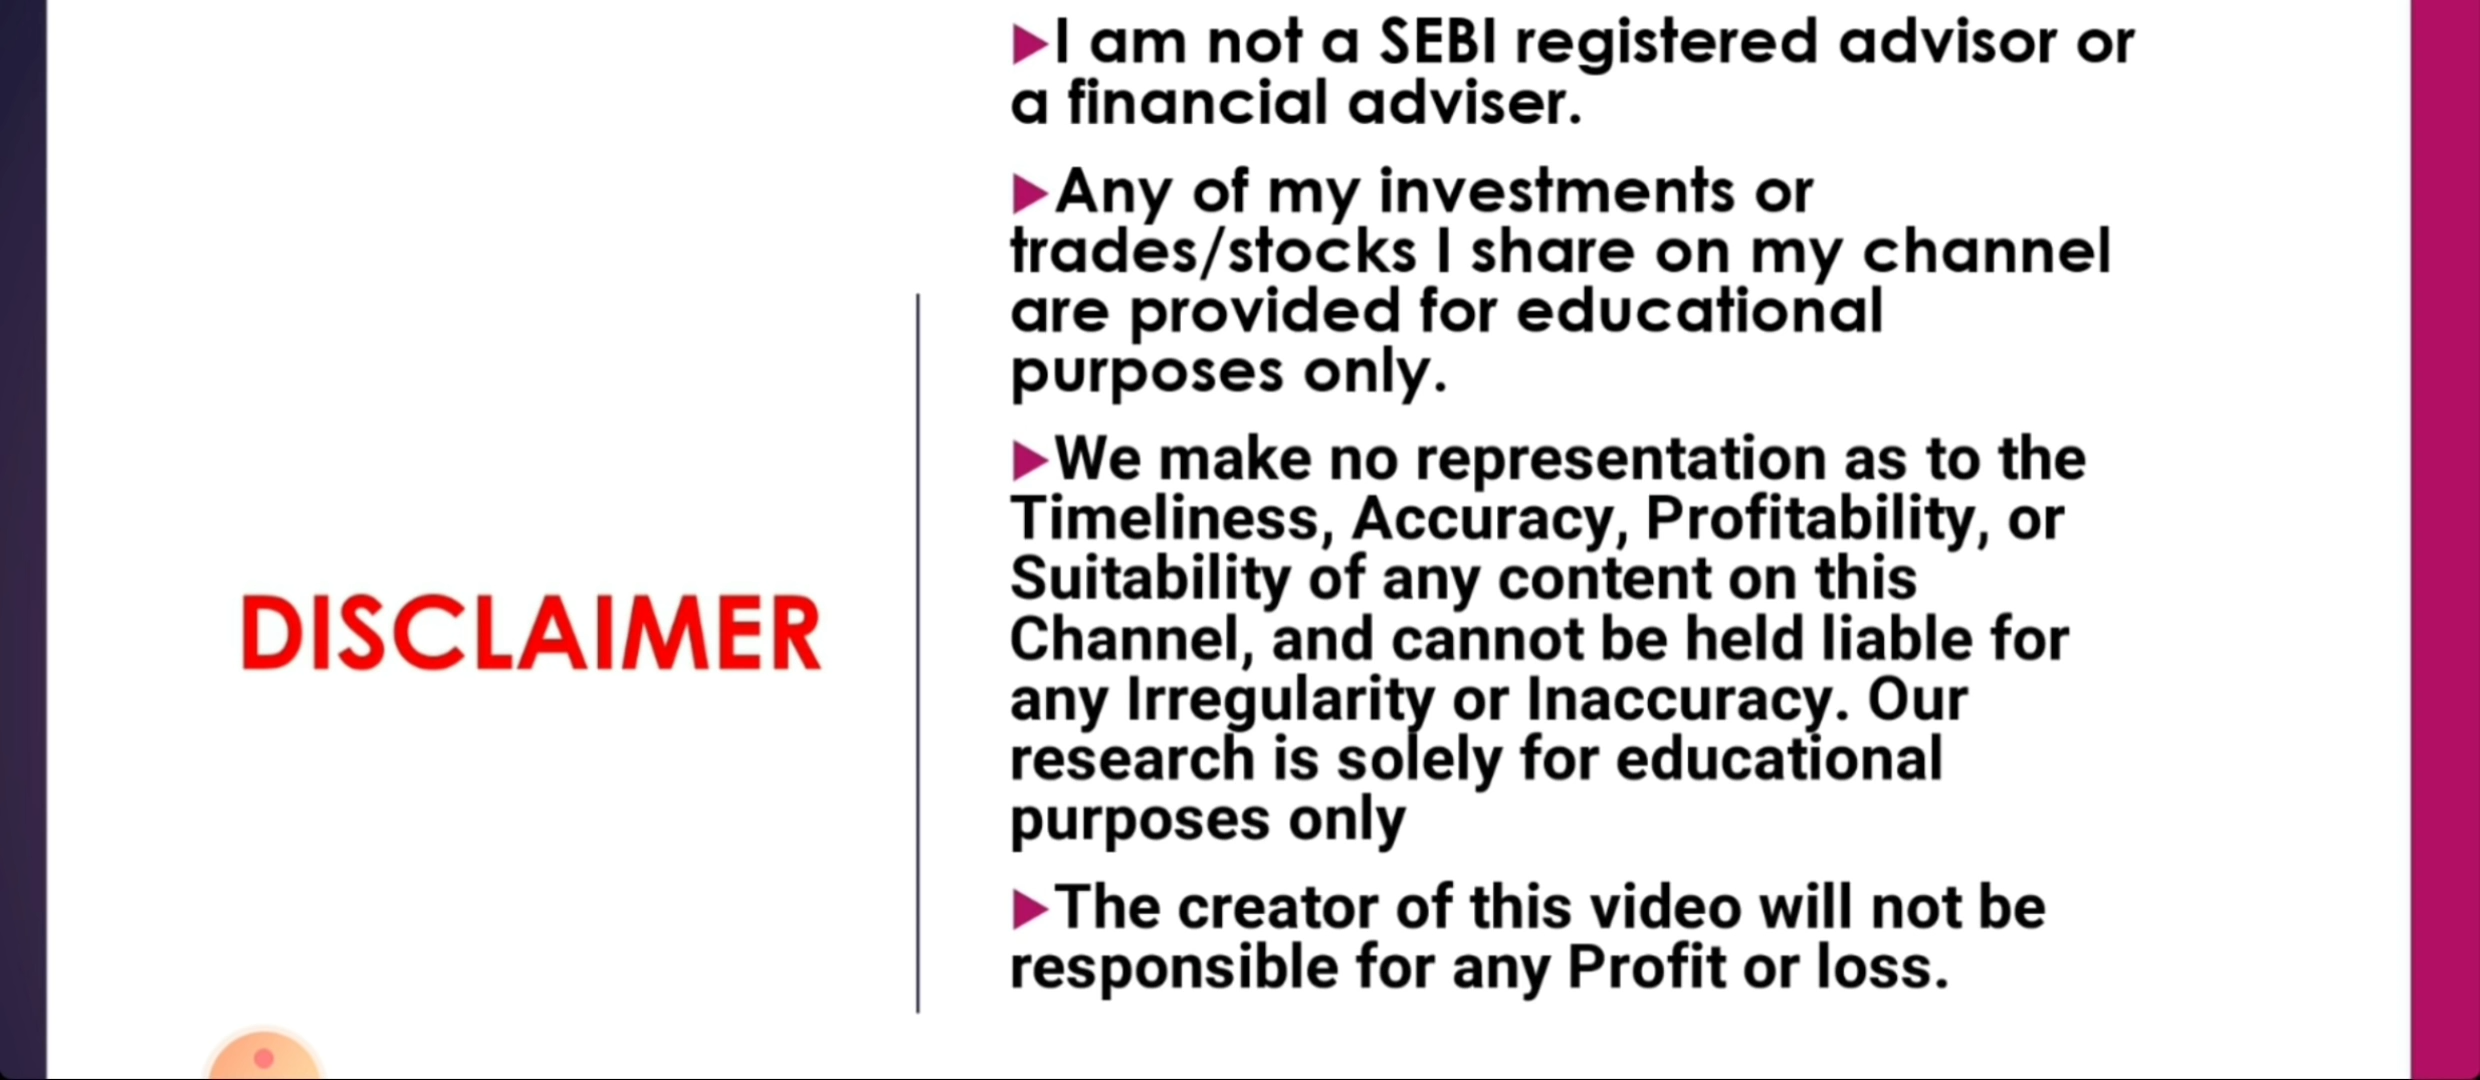 DISCLAIMER
▶I am not a SEBI registered advisor or
a financial adviser.
▶Any of my investments or
trades/stocks I share on my channel
are provided for educational
purposes only.
▶We make no representation as to the
Timeliness, Accuracy, Profitability, or
Suitability of any content on this
Channel, and cannot be held liable for
any Irregularity or Inaccuracy. Our
research is solely for educational
purposes only
▶The creator of this video will not be
responsible for any Profit or loss.